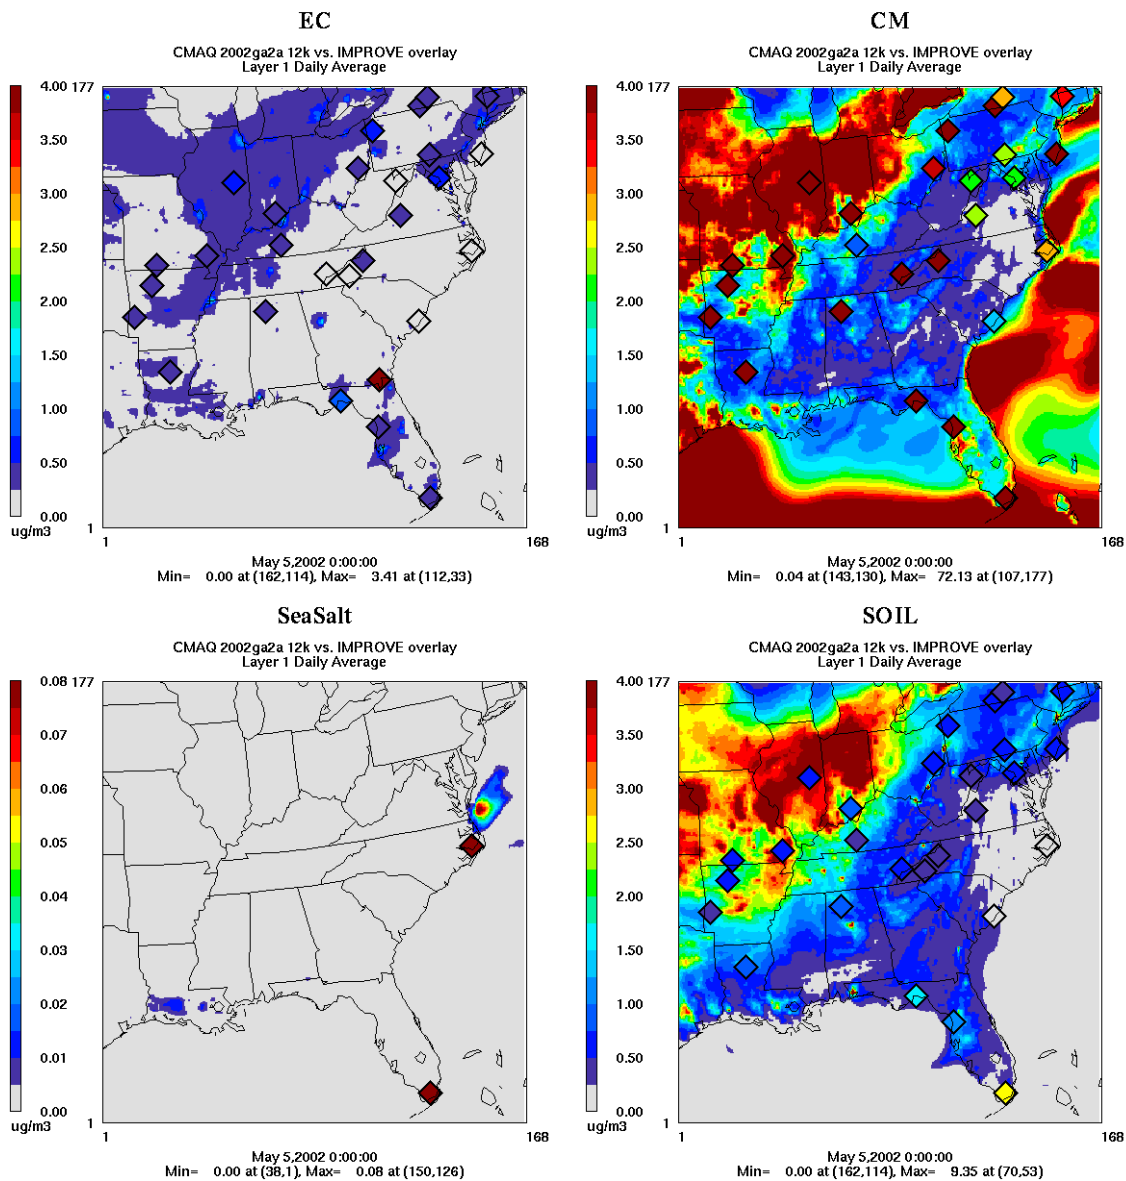 EC
CMAQ 2002ga2a 12k vs. IMPROVE overlay
Layer 1 Daily Average
4.00 177
3.50
3.00
2.50
2.00
1.50
1.00
0.50
0.00
ug/m3
1
1 168
May 5,2002 0:00:00
Min= 0.00 at (162,114), Max= 3.41 at (112,33)
CM
CMAQ 2002ga2a 12k vs. IMPROVE overlay
Layer 1 Daily Average
4.00 177
3.50
3.00
2.50
2.00
1.50
1.00
0.50
0.00
ug/m3
1
1 168
May 5,2002 0:00:00
Min= 0.04 at (143,130), Max= 72.13 at (107,177)
SeaSalt
CMAQ 2002ga2a 12k vs. IMPROVE overlay
Layer 1 Daily Average
0.08 177
0.07
0.06
0.05
0.04
0.03
0.02
0.01
0.00
ug/m3
1
1 168
May 5,2002 0:00:00
Min= 0.00 at (38,1), Max= 0.08 at (150,126)
SOIL
CMAQ 2002ga2a 12k vs. IMPROVE overlay
Layer 1 Daily Average
4.00 177
3.50
3.00
2.50
2.00
1.50
1.00
0.50
0.00
ug/m3
1
1 168
May 5,2002 0:00:00
Min= 0.00 at (162,114), Max= 9.35 at (70,53)